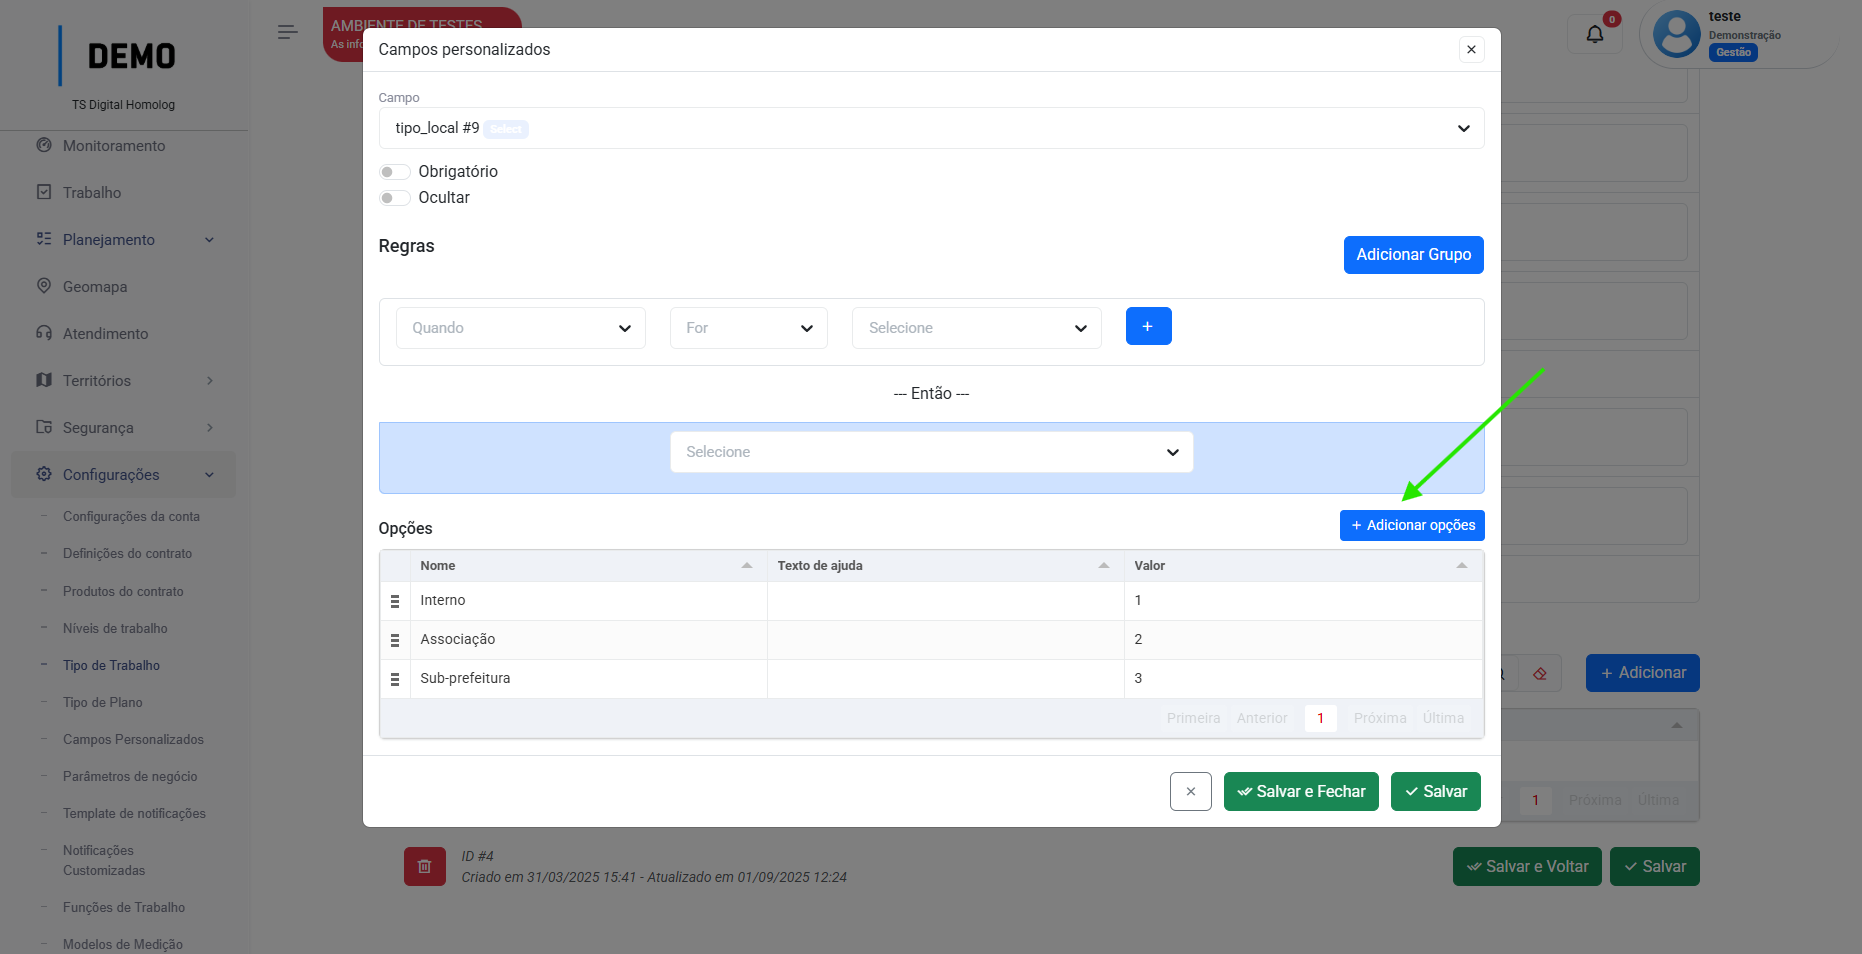 DEMO
TS Digital Homolog
Monitoramento
Trabalho
Planejamento
Geomapa
Atendimento
Territórios
Segurança
Configurações
Configurações da conta
Definições do contrato
Produtos do contrato
Níveis de trabalho
Tipo de Trabalho
Tipo de Plano
Campos Personalizados
Parâmetros de negócio
Template de notificações
Notificações
Customizadas
Funções de Trabalho
Modelos de Medição
AMBIENTE DE TESTES
As info
0
teste
Demonstração
Gestão
Campos personalizados
Campo
tipo_local #9 Select
Obrigatório
Ocultar
Regras
Adicionar Grupo
Quando
For
Selecione
+
--- Então ---
Selecione
Opções
+ Adicionar opções
Nome Texto de ajuda Valor
Interno 1
Associação 2
Sub-prefeitura 3
Primeira Anterior 1 Próxima Última
Salvar e Fechar
Salvar
+ Adicionar
1 Próxima Última
ID #4
Criado em 31/03/2025 15:41 - Atualizado em 01/09/2025 12:24
Salvar e Voltar
Salvar